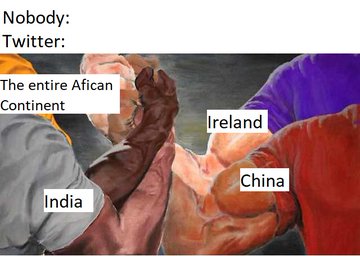 Nobody:
Twitter:
The entire Afican
Continent
Ireland
China
India